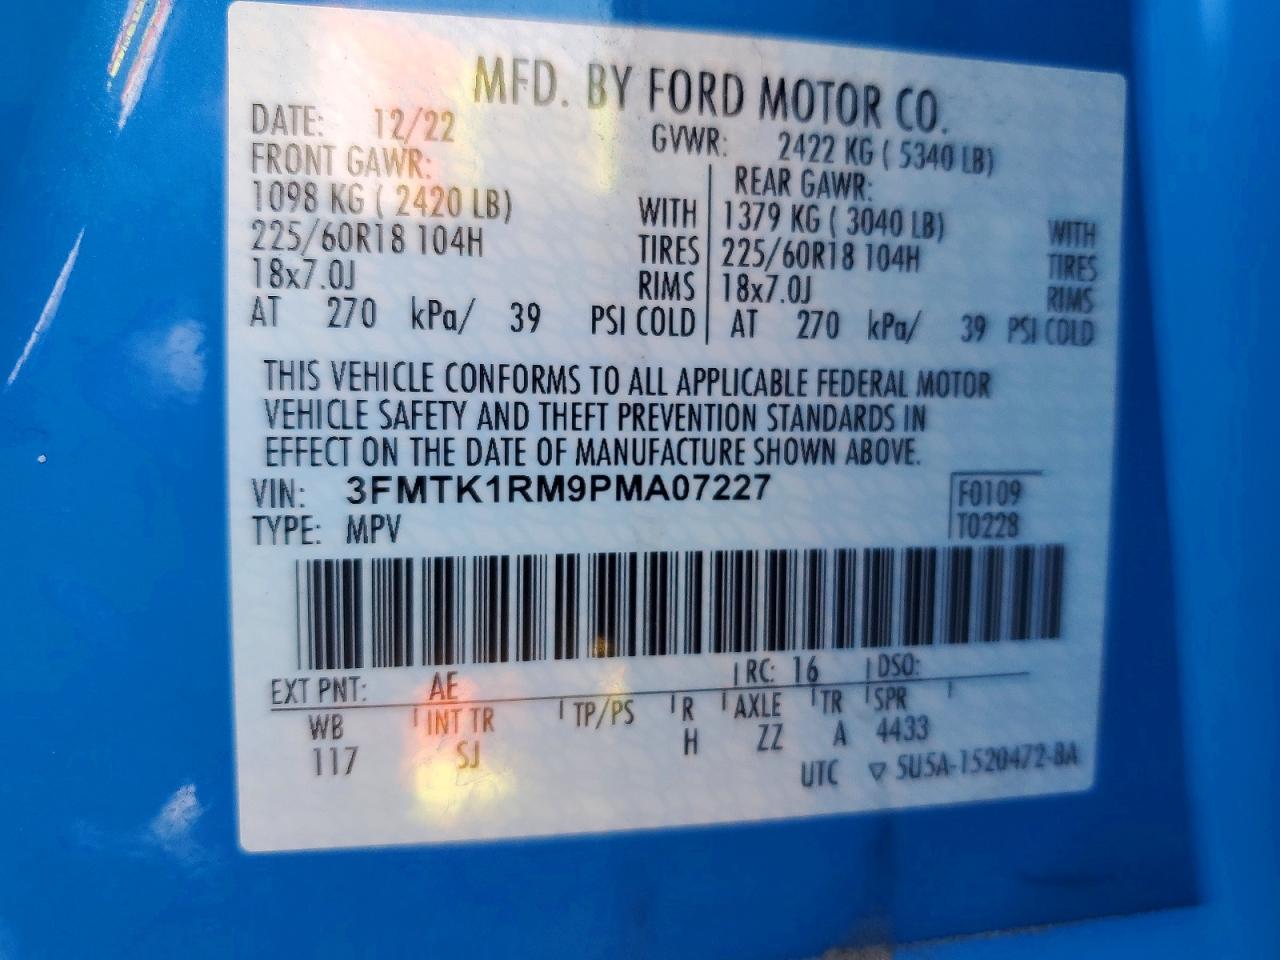 MFD. BY FORD MOTOR CO.
DATE: 12/22 GVWR: 2422 KG ( 5340 LB)
FRONT GAWR: REAR GAWR:
1098 KG ( 2420 LB) WITH 1379 KG ( 3040 LB) WITH
225/60R18 104H TIRES 225/60R18 104H TIRES
18x7.0J RIMS 18x7.0J RIMS
AT 270 kPa/ 39 PSI COLD AT 270 kPa/ 39 PSI COLD
THIS VEHICLE CONFORMS TO ALL APPLICABLE FEDERAL MOTOR
VEHICLE SAFETY AND THEFT PREVENTION STANDARDS IN
EFFECT ON THE DATE OF MANUFACTURE SHOWN ABOVE.
VIN: 3FMTK1RM9PMA07227 F0109
TYPE: MPV T0228
EXT PNT: AE RC: 16 DSO:
WB INT TR TP/PS R AXLE TR SPR
117 SJ H ZZ A 4433
UTC ▽ SU5A-1520472-BA